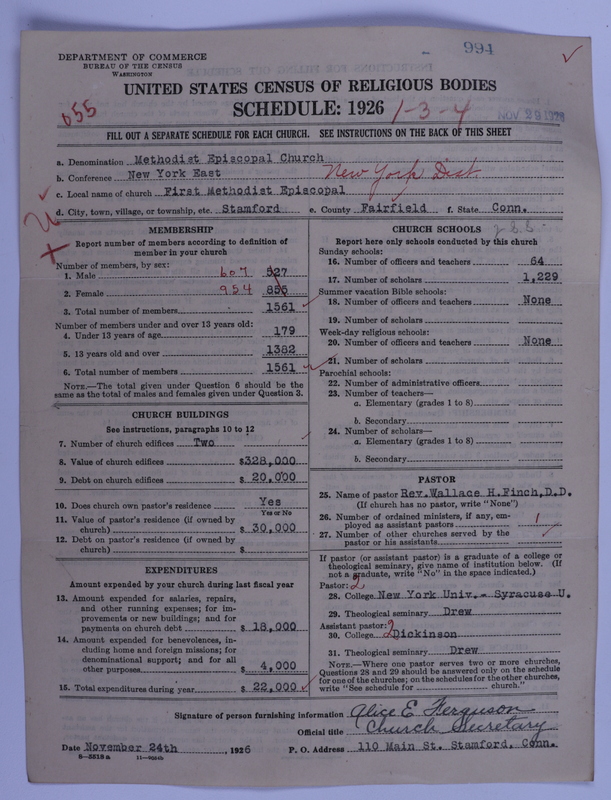 994
DEPARTMENT OF COMMERCE
BUREAU OF THE CENSUS
WASHINGTON
UNITED STATES CENSUS OF RELIGIOUS BODIES
SCHEDULE: 1926
1-3-4
655
NOV 29 1926
FILL OUT A SEPARATE SCHEDULE FOR EACH CHURCH. SEE INSTRUCTIONS ON THE BACK OF THIS SHEET
a. Denomination Methodist Episcopal Church
b. Conference New York East New York Dist.
c. Local name of church First Methodist Episcopal
d. City, town, village, or township, etc. Stamford e. County Fairfield f. State Conn.
MEMBERSHIP
Report number of members according to definition of
member in your church
Number of members, by sex:
1. Male 607 527
2. Female 954 855
3. Total number of members 1561
Number of members under and over 13 years old:
4. Under 13 years of age 179
5. 13 years old and over 1382
6. Total number of members 1561
NOTE.—The total given under Question 6 should be the
same as the total of males and females given under Question 3.
CHURCH BUILDINGS
See instructions, paragraphs 10 to 12
7. Number of church edifices Two
8. Value of church edifices $328,000
9. Debt on church edifices $20,000
10. Does church own pastor's residence Yes
Yes or No
11. Value of pastor's residence (if owned by
church) $30,000
12. Debt on pastor's residence (if owned by
church) $
EXPENDITURES
Amount expended by your church during last fiscal year
13. Amount expended for salaries, repairs,
and other running expenses; for im-
provements or new buildings; and for
payments on church debt $18,000
14. Amount expended for benevolences, in-
cluding home and foreign missions; for
denominational support; and for all
other purposes $4,000
15. Total expenditures during year $22,000
CHURCH SCHOOLS
Report here only schools conducted by this church
Sunday schools:
16. Number of officers and teachers 64
17. Number of scholars 1,229
Summer vacation Bible schools:
18. Number of officers and teachers None
19. Number of scholars
Week-day religious schools:
20. Number of officers and teachers None
21. Number of scholars
Parochial schools:
22. Number of administrative officers
23. Number of teachers—
a. Elementary (grades 1 to 8)
b. Secondary
24. Number of scholars—
a. Elementary (grades 1 to 8)
b. Secondary
PASTOR
25. Name of pastor Rev. Wallace H. Finch, D.D.
(If church has no pastor, write "None")
26. Number of ordained ministers, if any, em-
ployed as assistant pastors 1
27. Number of other churches served by the
pastor or his assistants
If pastor (or assistant pastor) is a graduate of a college or
theological seminary, give name of institution below. (If
not a graduate, write "No" in the space indicated.)
Pastor: 2
28. College New York Univ. - Syracuse U.
29. Theological seminary Drew
Assistant pastor: 2
30. College Dickinson
31. Theological seminary Drew
NOTE.—Where one pastor serves two or more churches,
Questions 28 and 29 should be answered only on the schedule
for one of the churches; on the schedules for the other churches,
write "See schedule for church."
Signature of person furnishing information Alice E. Ferguson
Official title Church Secretary
Date November 24th, 1926 P. O. Address 110 Main St. Stamford, Conn.